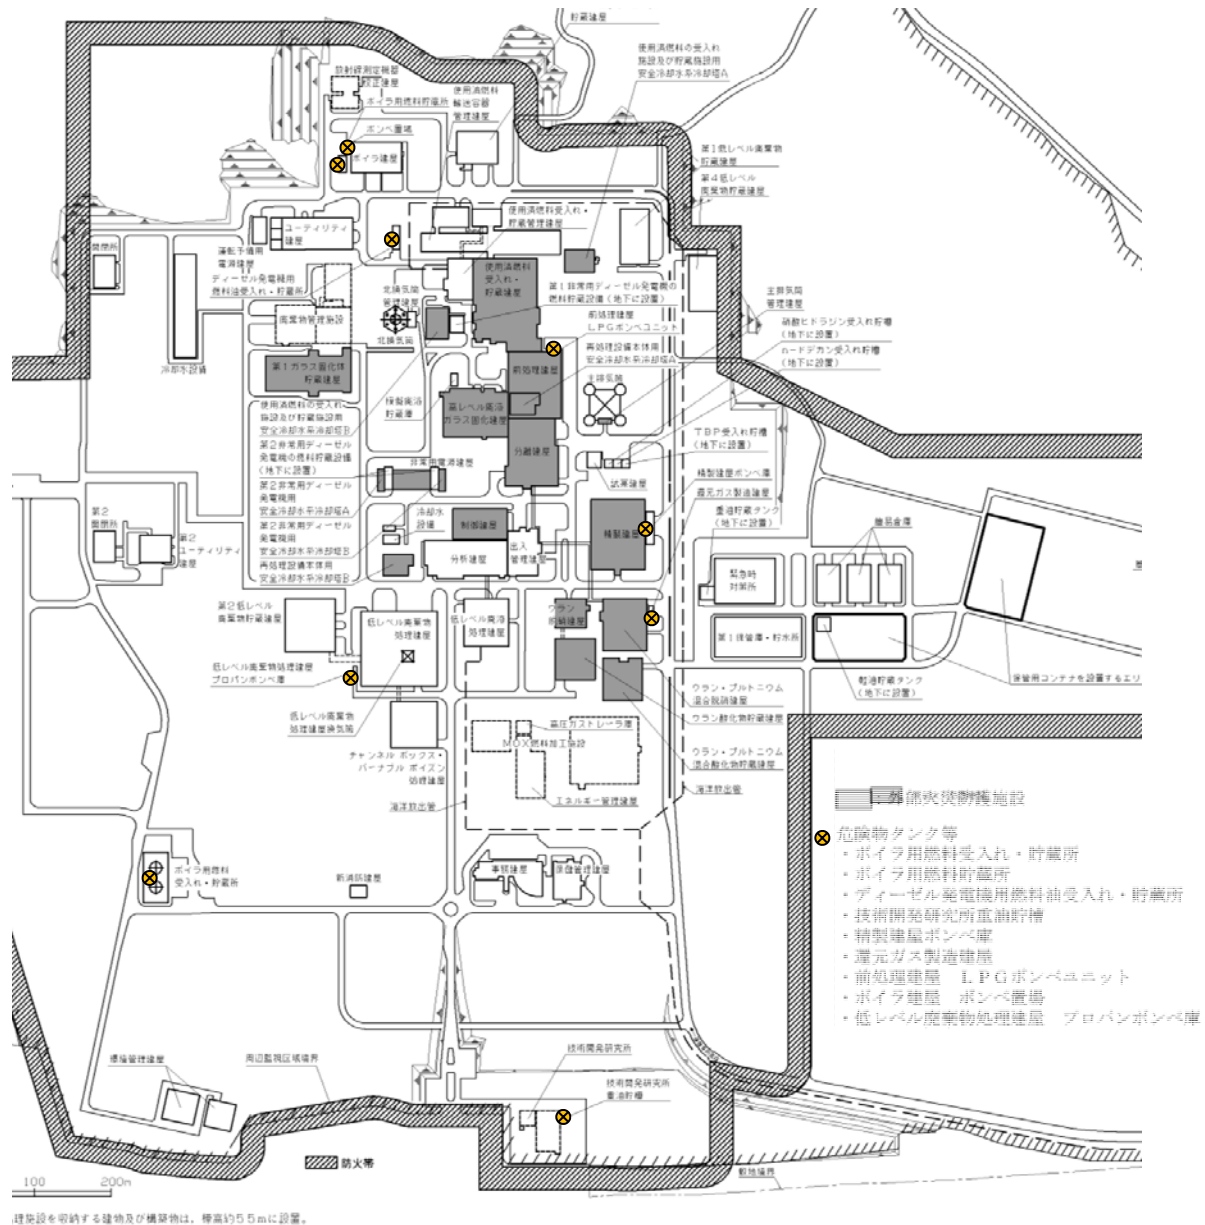 貯蔵建屋
使用済燃料の受入れ
施設及び貯蔵施設用
安全冷却水系冷却塔A
放射線測定機器
校正建屋
ボイラ用燃料貯蔵所
使用済燃料
輸送容器
管理建屋
ボンベ置場
ボイラ建屋
第1低レベル廃棄物
貯蔵建屋
第4低レベル
廃棄物貯蔵建屋
使用済燃料受入れ・
貯蔵管理建屋
ユーティリティ
建屋
開閉所
運転予備用
電源建屋
ディーゼル発電機用
燃料油受入れ・貯蔵所
北換気筒
管理建屋
使用済燃料
受入れ・
貯蔵建屋
第1非常用ディーゼル発電機の
燃料貯蔵設備(地下に設置)
主排気筒
管理建屋
硝酸ヒドラジン受入れ貯槽
(地下に設置)
n-ドデカン受入れ貯槽
(地下に設置)
前処理建屋
LPGボンベユニット
廃棄物管理施設
北換気筒
再処理設備本体用
安全冷却水系冷却塔A
冷却水設備
第1ガラス固化体
貯蔵建屋
前処理建屋
主排気筒
使用済燃料の受入れ
施設及び貯蔵施設用
安全冷却水系冷却塔B
模擬廃液
貯蔵庫
高レベル廃液
ガラス固化建屋
第2非常用ディーゼル
発電機の燃料貯蔵設備
(地下に設置)
TBP受入れ貯槽
(地下に設置)
分離建屋
非常用電源建屋
精製建屋ボンベ庫
試薬建屋
還元ガス製造建屋
第2非常用ディーゼル
発電機用
安全冷却水系冷却塔A
重油貯蔵タンク
(地下に設置)
第2
開閉所
冷却水
設備
制御建屋
簡易倉庫
第2非常用ディーゼル
発電機用
安全冷却水系冷却塔B
精製建屋
第2
ユーティリティ
建屋
出入
管理建屋
分析建屋
再処理設備本体用
安全冷却水系冷却塔B
緊急時
対策所
第2低レベル
廃棄物貯蔵建屋
低レベル廃棄物
処理建屋
低レベル廃液
処理建屋
ウラン
脱硝建屋
第1保管庫・貯水所
低レベル廃棄物処理建屋
プロパンボンベ庫
軽油貯蔵タンク
(地下に設置)
保管用コンテナを設置するエリ
ウラン・プルトニウム
混合脱硝建屋
低レベル廃棄物
処理建屋換気筒
ウラン酸化物貯蔵建屋
高圧ガストレーラ庫
MOX燃料加工施設
チャンネル ボックス・
バーナブル ポイズン
処理建屋
ウラン・プルトニウム
混合酸化物貯蔵建屋
海洋放出管
エネルギー管理建屋
海洋放出管
:外部火災防護施設
危険物タンク等
・ボイラ用燃料受入れ・貯蔵所
・ボイラ用燃料貯蔵所
・ディーゼル発電機用燃料油受入れ・貯蔵所
・技術開発研究所重油貯槽
・精製建屋ボンベ庫
・還元ガス製造建屋
・前処理建屋 LPGボンベユニット
・ボイラ建屋 ボンベ置場
・低レベル廃棄物処理建屋 プロパンボンベ庫
ボイラ用燃料
受入れ・貯蔵所
新消防建屋
事務建屋
周辺監視区域境界
技術開発研究所
技術開発研究所
重油貯槽
防火帯
敷地境界
100 200m
理施設を収納する建物及び構築物は、標高約55mに設置。